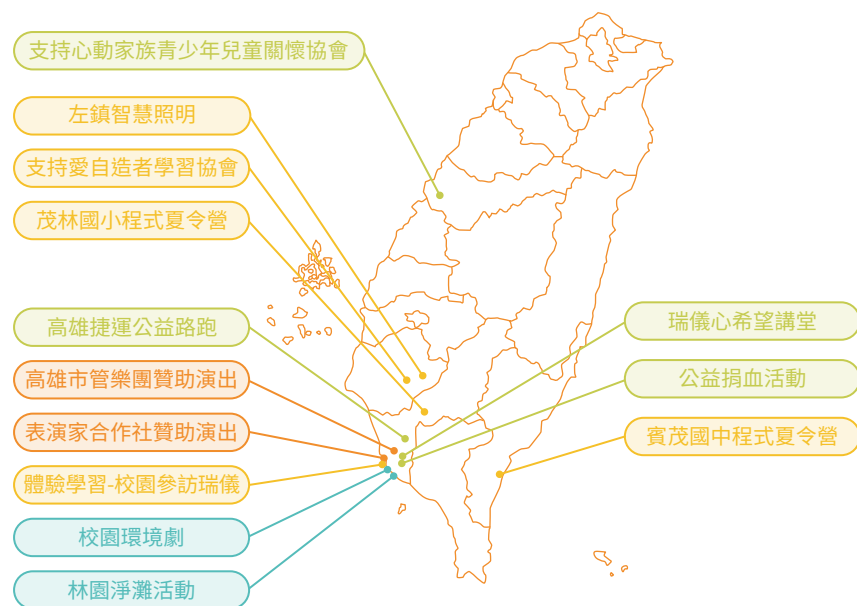 支持心動家族青少年兒童關懷協會
左鎮智慧照明
支持愛自造者學習協會
茂林國小程式夏令營
高雄捷運公益路跑
高雄市管樂團贊助演出
表演家合作社贊助演出
體驗學習-校園參訪瑞儀
校園環境劇
林園淨灘活動
瑞儀心希望講堂
公益捐血活動
賓茂國中程式夏令營